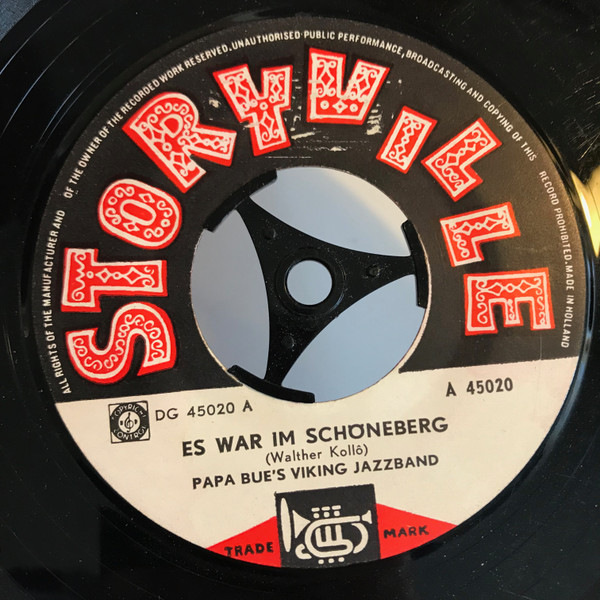 ALL RIGHTS OF THE MANUFACTURER AND OF THE OWNER OF THE RECORDED WORK RESERVED. UNAUTHORISED PUBLIC PERFORMANCE, BROADCASTING AND COPYING OF THIS RECORD PROHIBITED. MADE IN HOLLAND
STORYVILLE
COPYRIGHT
CONTROL
DG 45020 A
A 45020
ES WAR IM SCHÖNEBERG
(Walther Kollô)
PAPA BUE'S VIKING JAZZBAND
TRADE MARK